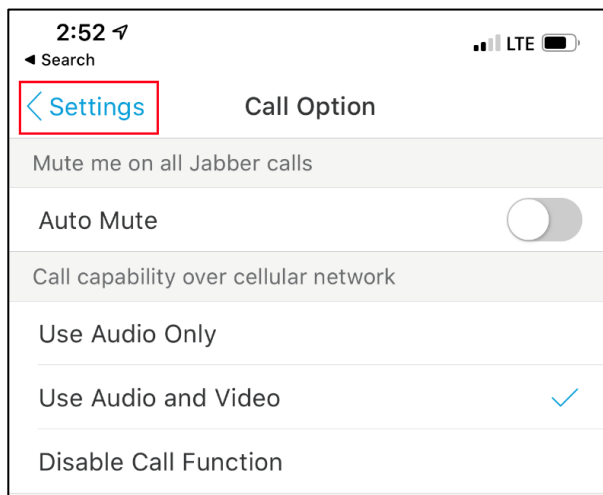 2:52
LTE
◀ Search
Settings
Call Option
Mute me on all Jabber calls
Auto Mute
Call capability over cellular network
Use Audio Only
Use Audio and Video
Disable Call Function